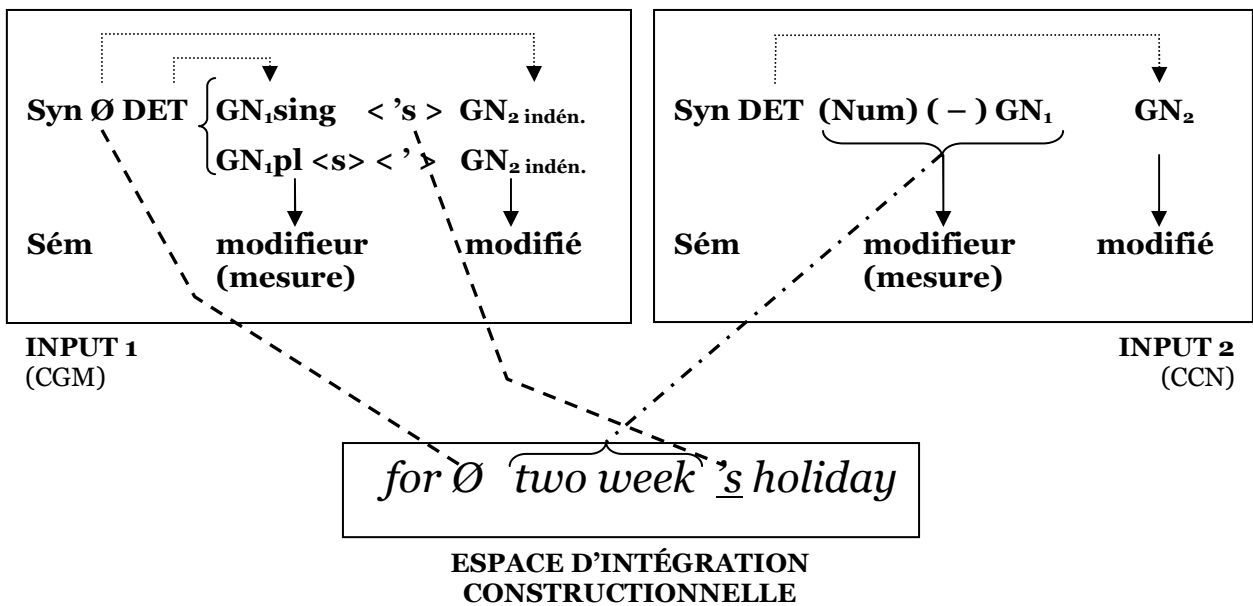 Syn Ø DET GN₁sing < ’s > GN₂ indén.
GN₁pl <s> < ’ > GN₂ indén.
Sém modifieur modifié
(mesure)
INPUT 1
(CGM)
Syn DET (Num) ( – ) GN₁ GN₂
Sém modifieur modifié
(mesure)
INPUT 2
(CCN)
for Ø two week ’s holiday
ESPACE D’INTÉGRATION
CONSTRUCTIONNELLE